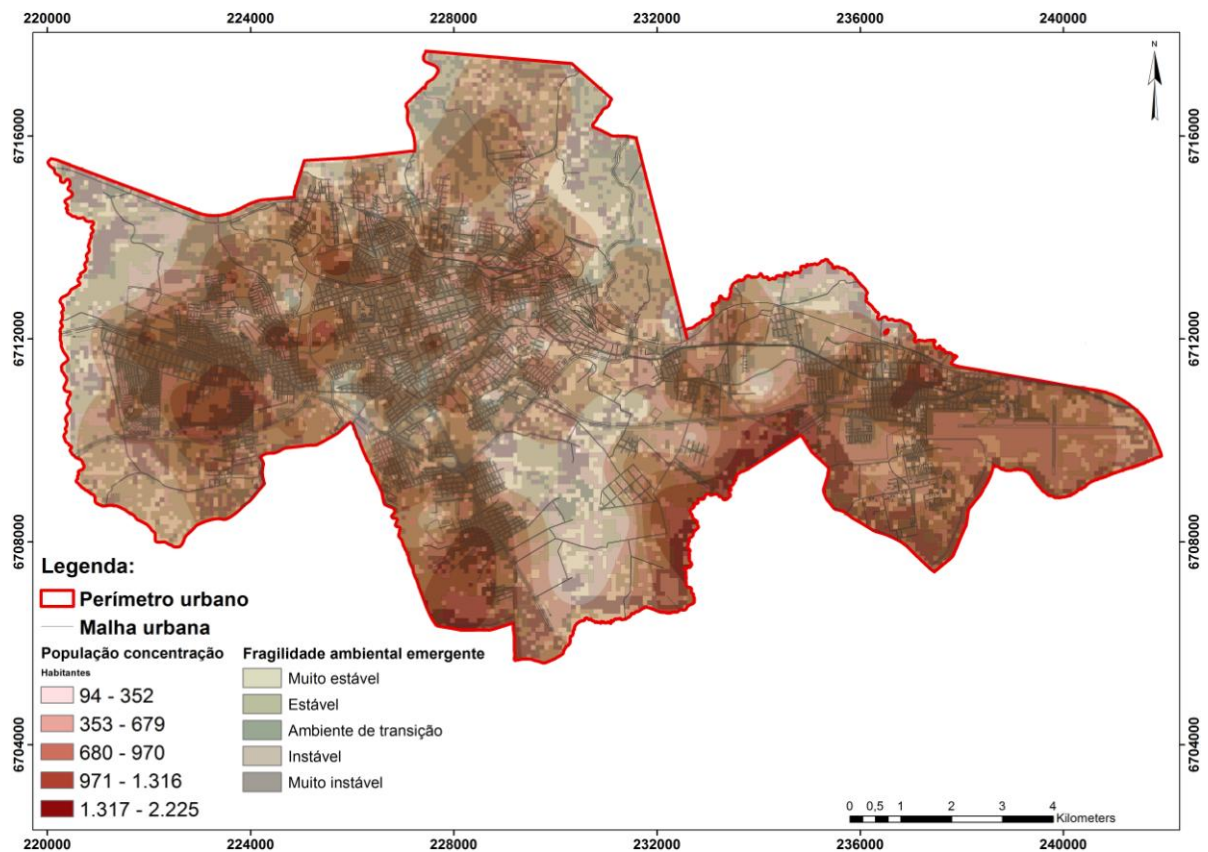 220000 224000 228000 232000 236000 240000
N
6716000 6716000
6712000 6712000
6708000 6708000
6704000 6704000
Legenda:
Perímetro urbano
Malha urbana
População concentração
Habitantes
94 - 352
353 - 679
680 - 970
971 - 1.316
1.317 - 2.225
Fragilidade ambiental emergente
Muito estável
Estável
Ambiente de transição
Instável
Muito instável
0 0,5 1 2 3 4
Kilometers
220000 224000 228000 232000 236000 240000